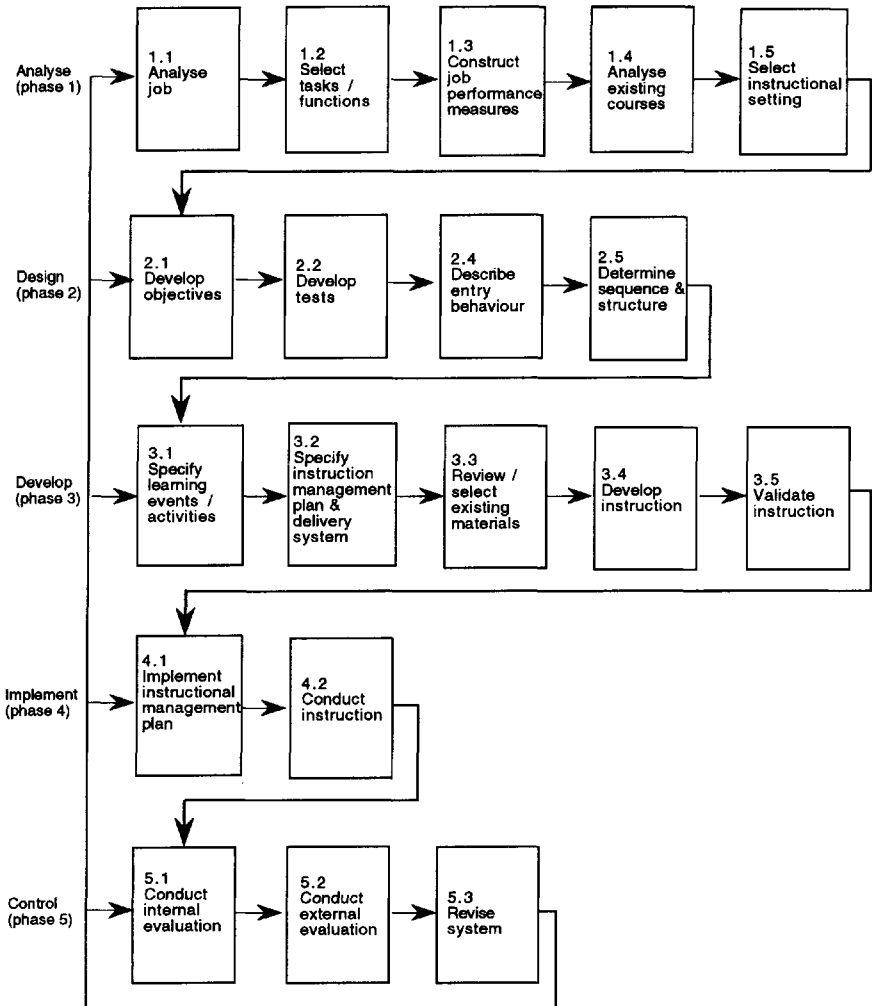 Analyse
(phase 1)
1.1
Analyse
job
1.2
Select
tasks /
functions
1.3
Construct
job
performance
measures
1.4
Analyse
existing
courses
1.5
Select
instructional
setting
Design
(phase 2)
2.1
Develop
objectives
2.2
Develop
tests
2.4
Describe
entry
behaviour
2.5
Determine
sequence &
structure
Develop
(phase 3)
3.1
Specify
learning
events /
activities
3.2
Specify
instruction
management
plan &
delivery
system
3.3
Review /
select
existing
materials
3.4
Develop
instruction
3.5
Validate
instruction
Implement
(phase 4)
4.1
Implement
instructional
management
plan
4.2
Conduct
instruction
Control
(phase 5)
5.1
Conduct
internal
evaluation
5.2
Conduct
external
evaluation
5.3
Revise
system